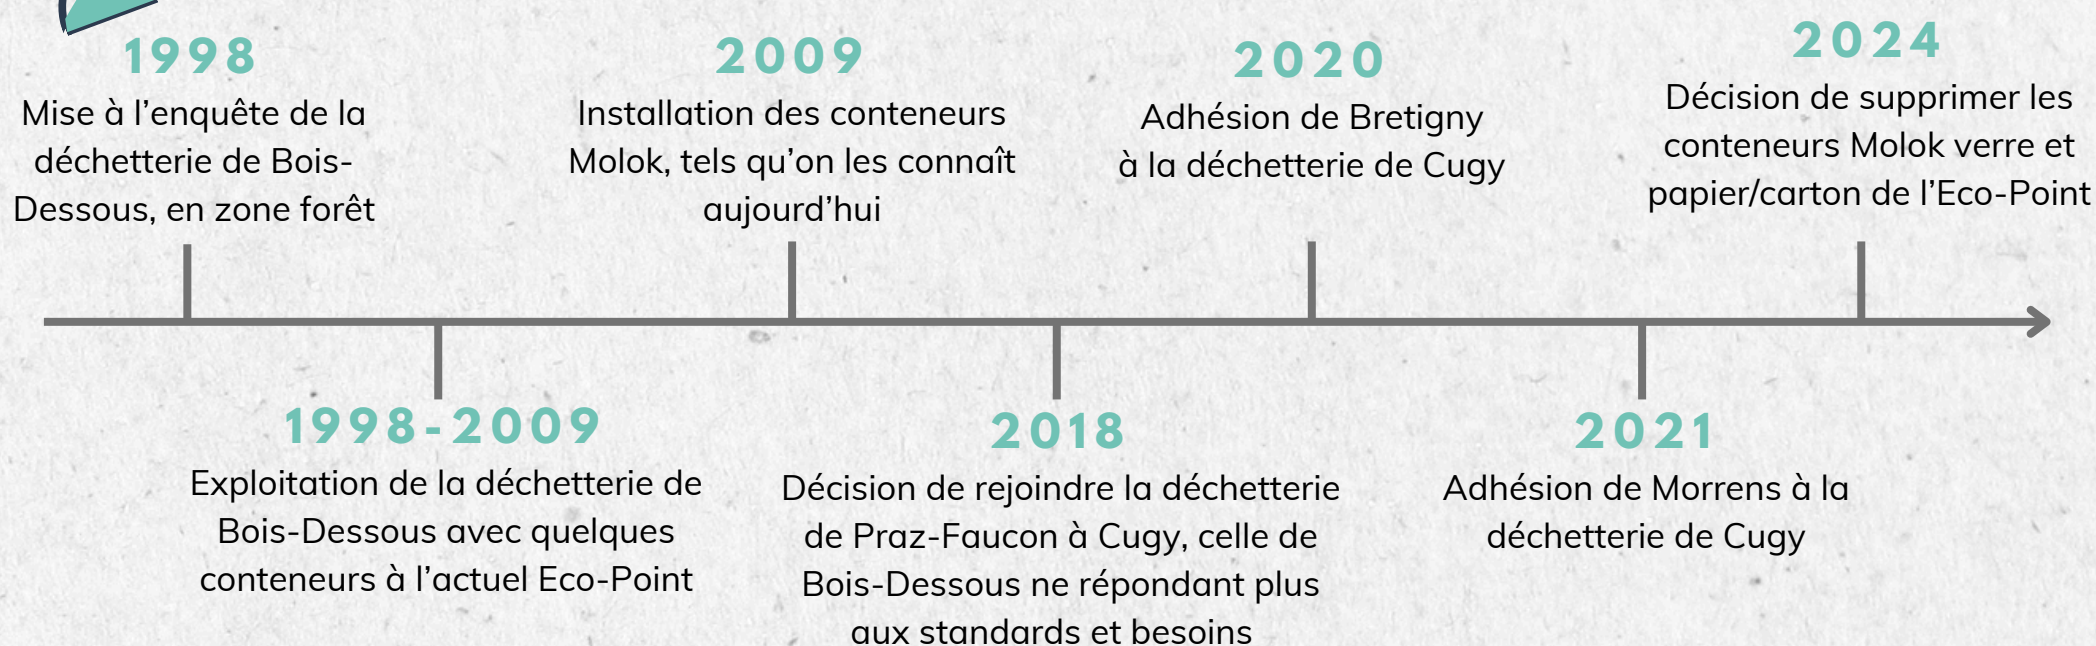 1998
Mise à l’enquête de la
déchetterie de Bois-
Dessous, en zone forêt
1998-2009
Exploitation de la déchetterie de
Bois-Dessous avec quelques
conteneurs à l’actuel Eco-Point
2009
Installation des conteneurs
Molok, tels qu’on les connaît
aujourd’hui
2018
Décision de rejoindre la déchetterie
de Praz-Faucon à Cugy, celle de
Bois-Dessous ne répondant plus
aux standards et besoins
2020
Adhésion de Bretigny
à la déchetterie de Cugy
2021
Adhésion de Morrens à la
déchetterie de Cugy
2024
Décision de supprimer les
conteneurs Molok verre et
papier/carton de l’Eco-Point